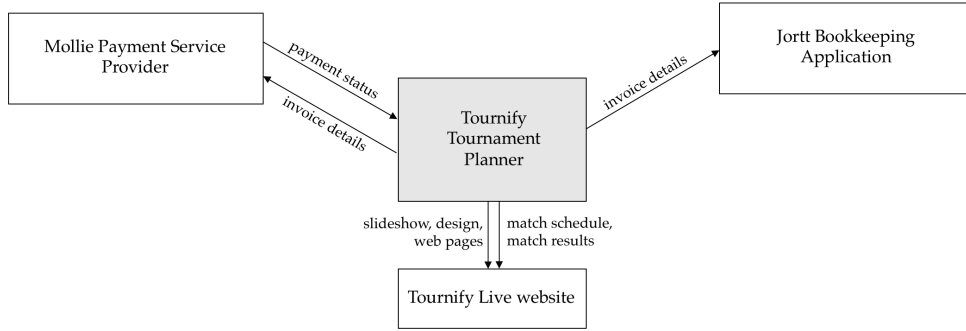 Mollie Payment Service
Provider
payment status
invoice details
Tournify
Tournament
Planner
invoice details
Jortt Bookkeeping
Application
slideshow, design,
web pages
match schedule,
match results
Tournify Live website